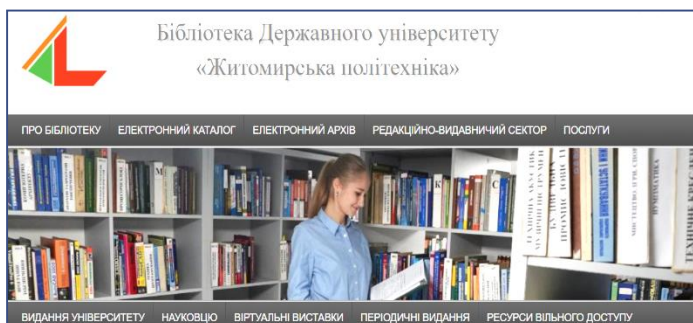 Бібліотека Державного університету
«Житомирська політехніка»
ПРО БІБЛІОТЕКУ ЕЛЕКТРОННИЙ КАТАЛОГ ЕЛЕКТРОННИЙ АРХІВ РЕДАКЦІЙНО-ВИДАВНИЧИЙ СЕКТОР ПОСЛУГИ
М
К
С
ВИДАННЯ УНІВЕРСИТЕТУ НАУКОВЦЮ ВІРТУАЛЬНІ ВИСТАВКИ ПЕРІОДИЧНІ ВИДАННЯ РЕСУРСИ ВІЛЬНОГО ДОСТУПУ